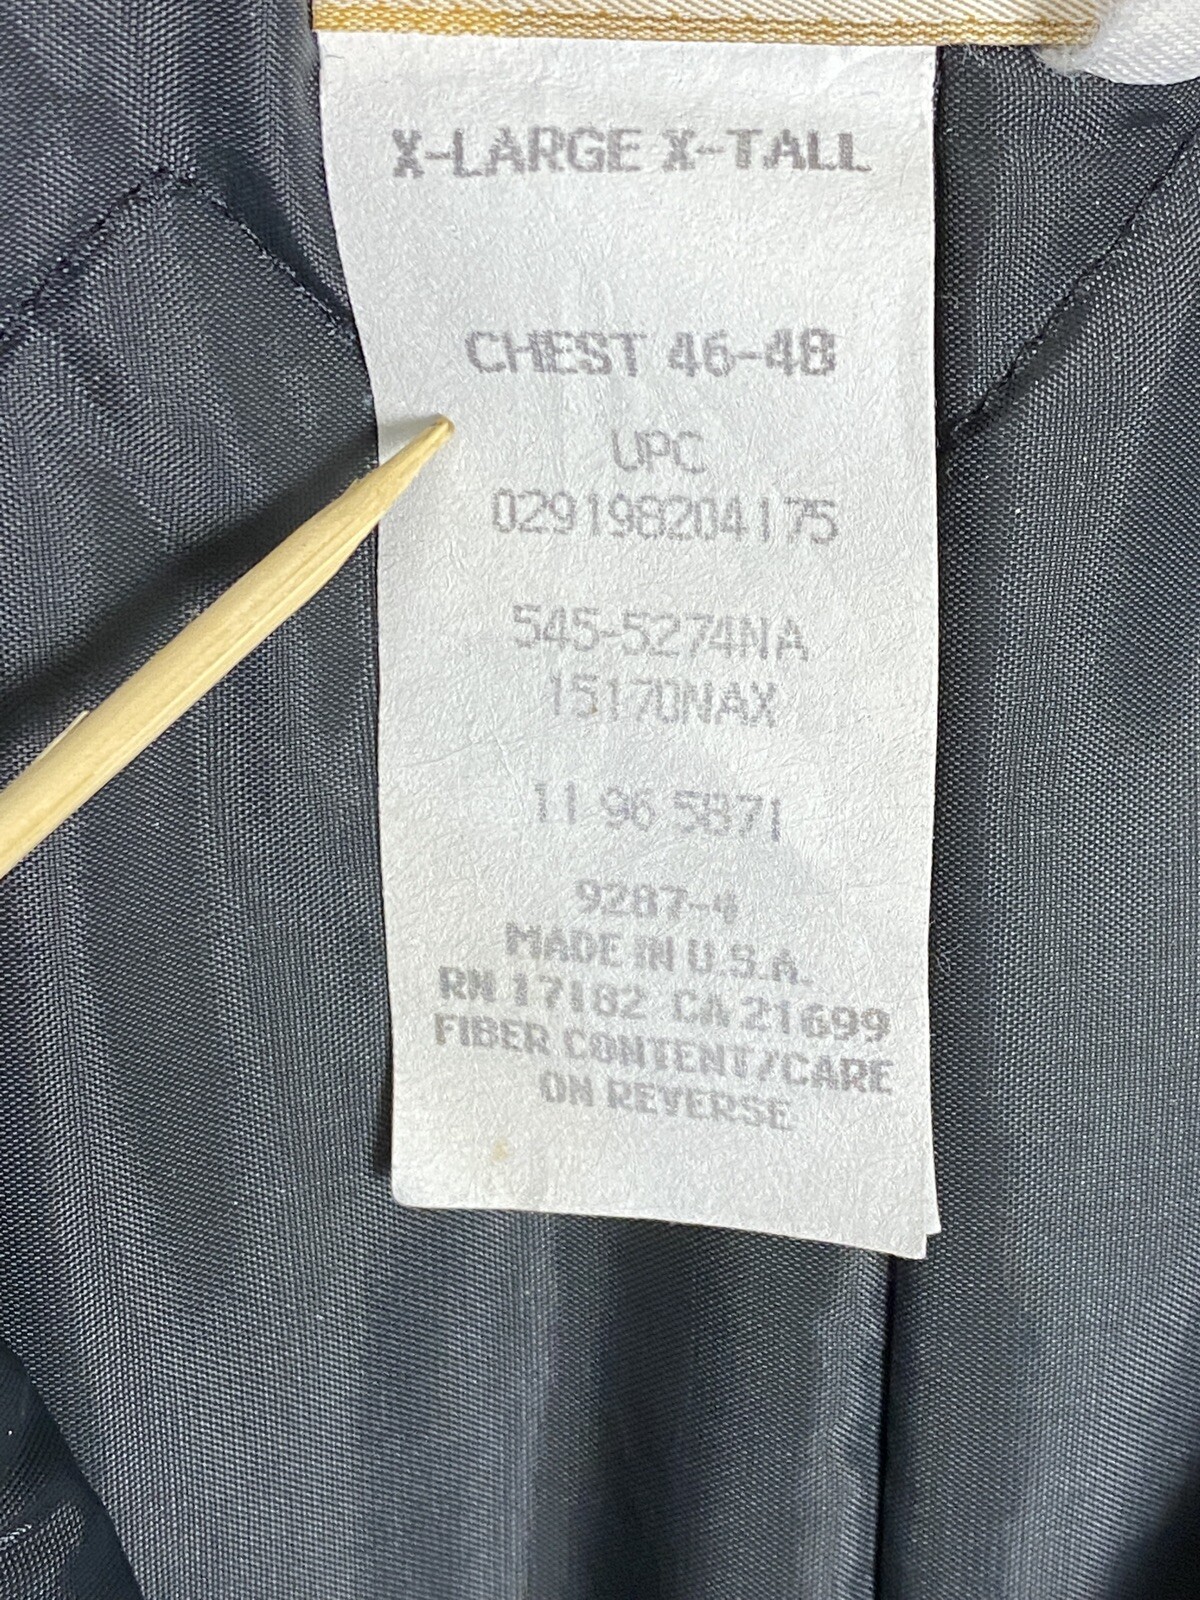 X-LARGE X-TALL
CHEST 46-48
UPC
029198204175
545-5274NA
15170NAX
11 96 5871
9287-4
MADE IN U.S.A.
RN 17182 CA 21699
FIBER CONTENT/CARE
ON REVERSE